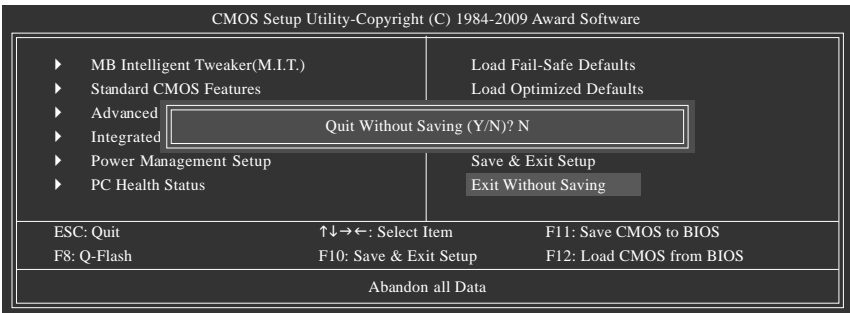 CMOS Setup Utility-Copyright (C) 1984-2009 Award Software
MB Intelligent Tweaker(M.I.T.)
Standard CMOS Features
Advanced
Integrated
Power Management Setup
PC Health Status
Load Fail-Safe Defaults
Load Optimized Defaults
Save & Exit Setup
Exit Without Saving
Quit Without Saving (Y/N)? N
ESC: Quit ↑↓→←: Select Item F11: Save CMOS to BIOS
F8: Q-Flash F10: Save & Exit Setup F12: Load CMOS from BIOS
Abandon all Data